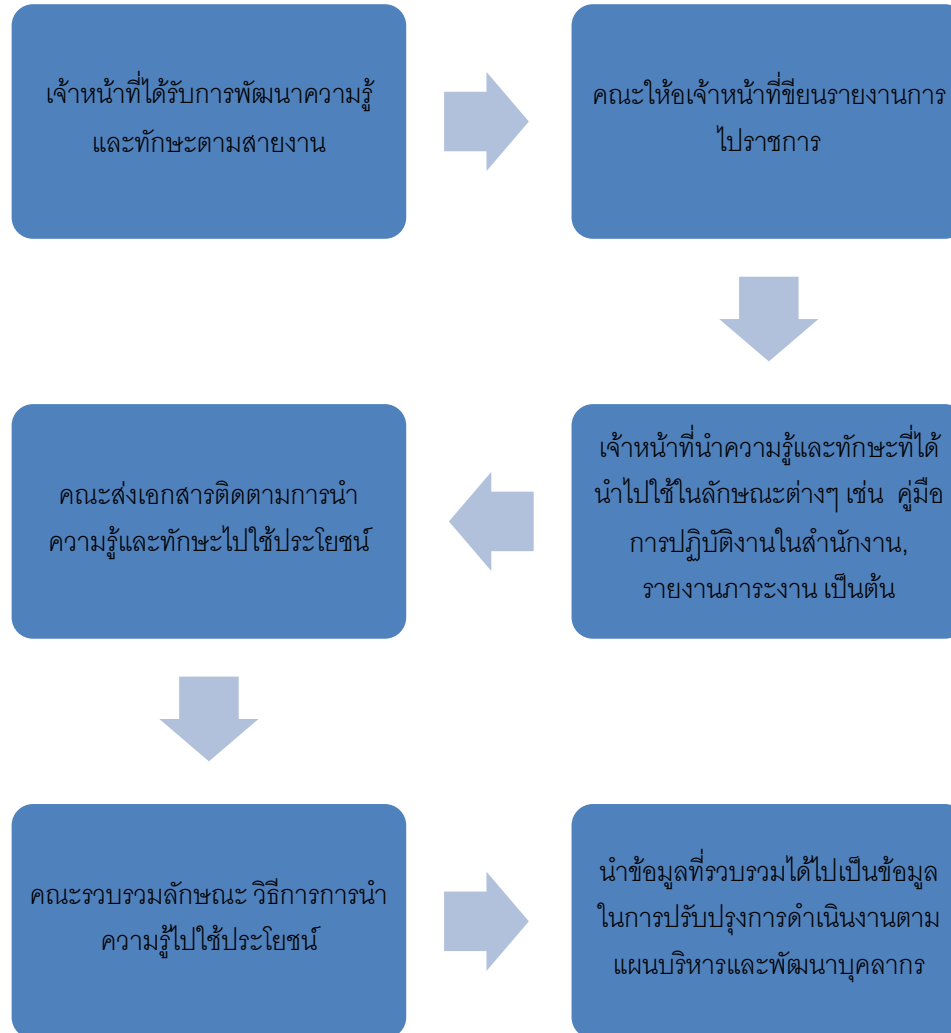 เจ้าหน้าที่ได้รับการพัฒนาความรู้
และทักษะตามสายงาน
คณะให้อเจ้าหน้าที่ขียนรายงานการ
ไปราชการ
เจ้าหน้าที่นำความรู้และทักษะที่ได้
นำไปใช้ในลักษณะต่างๆ เช่น คู่มือ
การปฏิบัติงานในสำนักงาน,
รายงานภาระงาน เป็นต้น
คณะส่งเอกสารติดตามการนำ
ความรู้และทักษะไปใช้ประโยชน์
คณะรวบรวมลักษณะ วิธีการการนำ
ความรู้ไปใช้ประโยชน์
นำข้อมูลที่รวบรวมได้ไปเป็นข้อมูล
ในการปรับปรุงการดำเนินงานตาม
แผนบริหารและพัฒนาบุคลากร